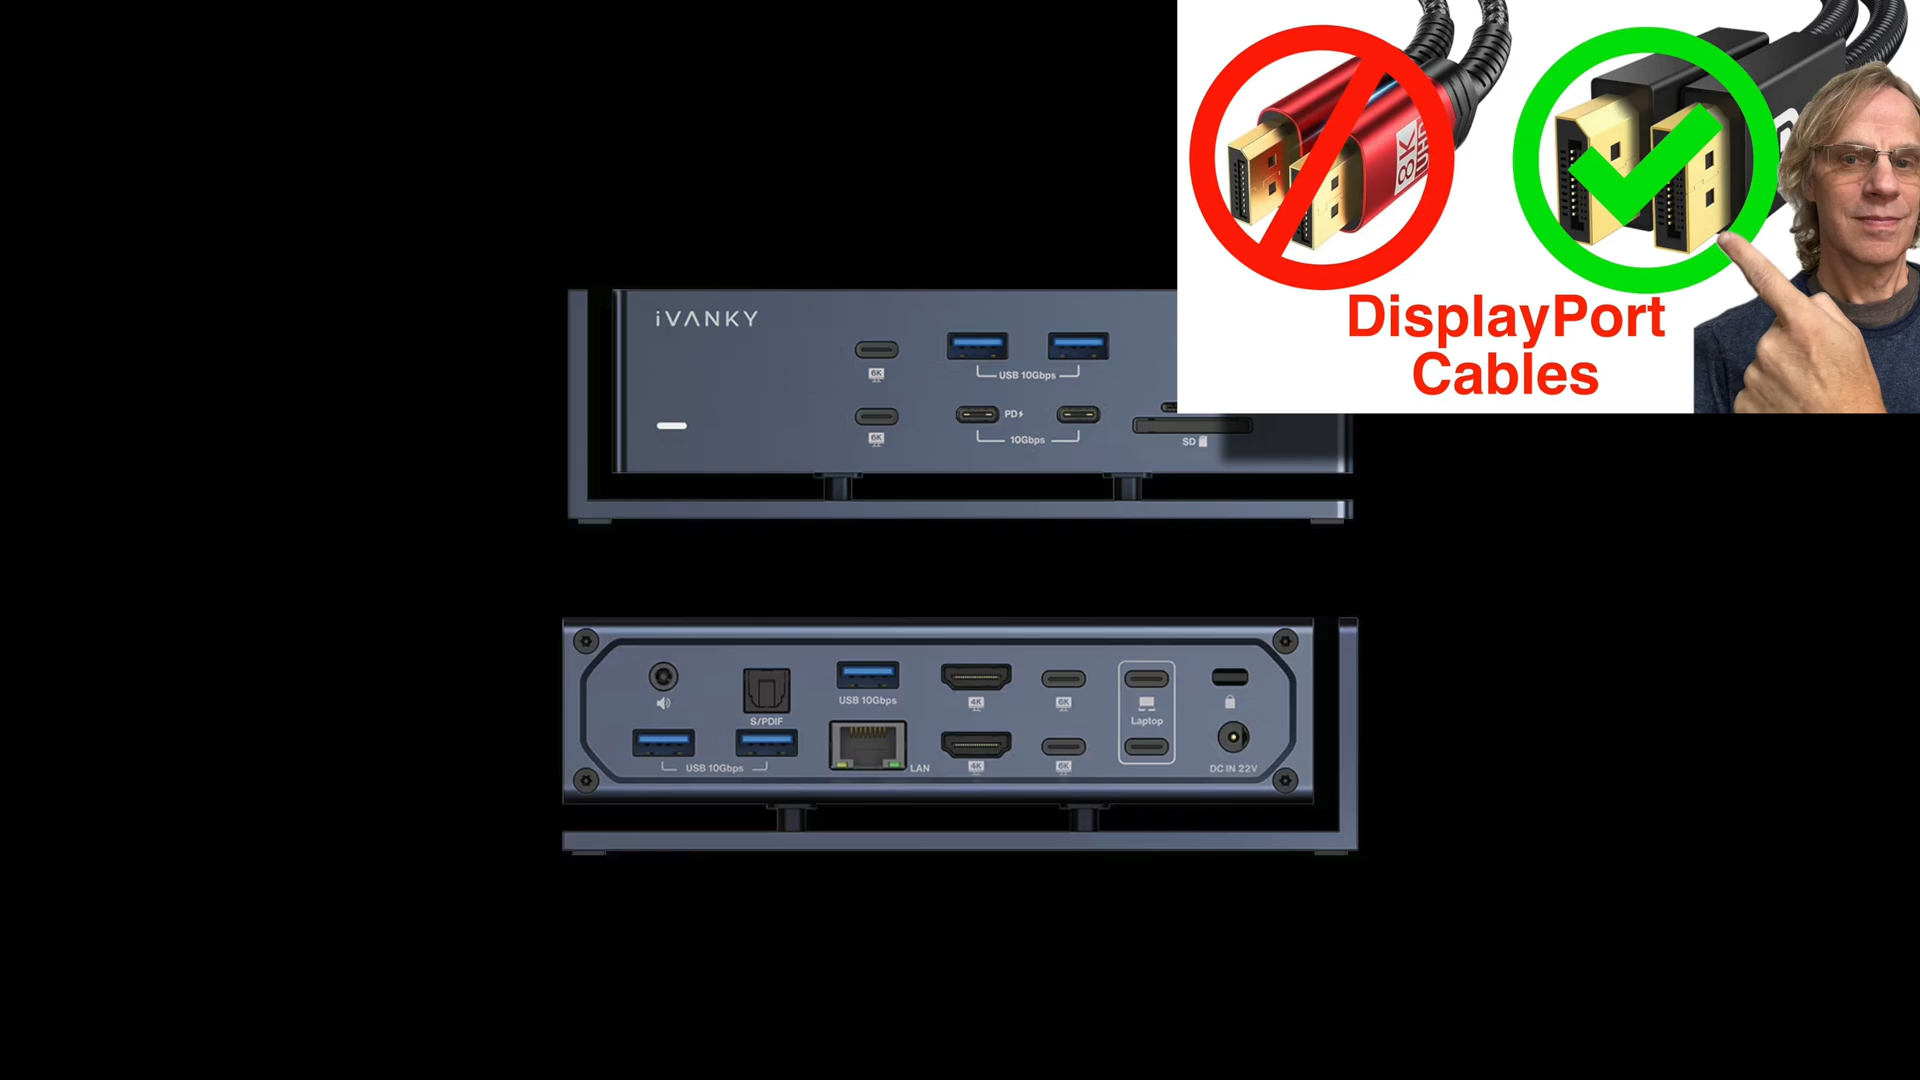 8K
UHD
DisplayPort
Cables
iVANKY
6K
USB 10Gbps
6K
PD
10Gbps
SD
USB 10Gbps
S/PDIF
4K
6K
Laptop
USB 10Gbps
LAN
4K
6K
DC IN 22V